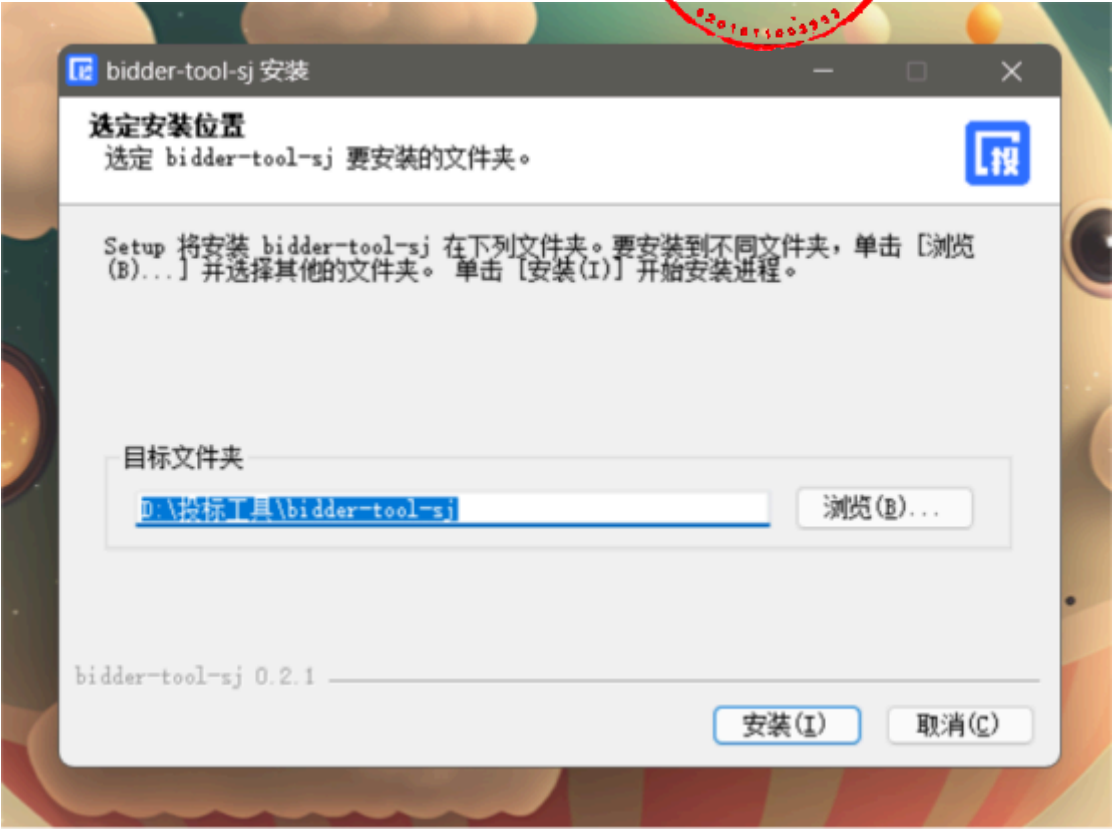 bidder-tool-sj 安装
选定安装位置
选定 bidder-tool-sj 要安装的文件夹。
投
Setup 将安装 bidder-tool-sj 在下列文件夹。要安装到不同文件夹，单击 [浏览
(B)...] 并选择其他的文件夹。 单击 [安装(I)] 开始安装进程。
目标文件夹
D:\投标工具\bidder-tool-sj
浏览(B)...
bidder-tool-sj 0.2.1
安装(I)
取消(C)